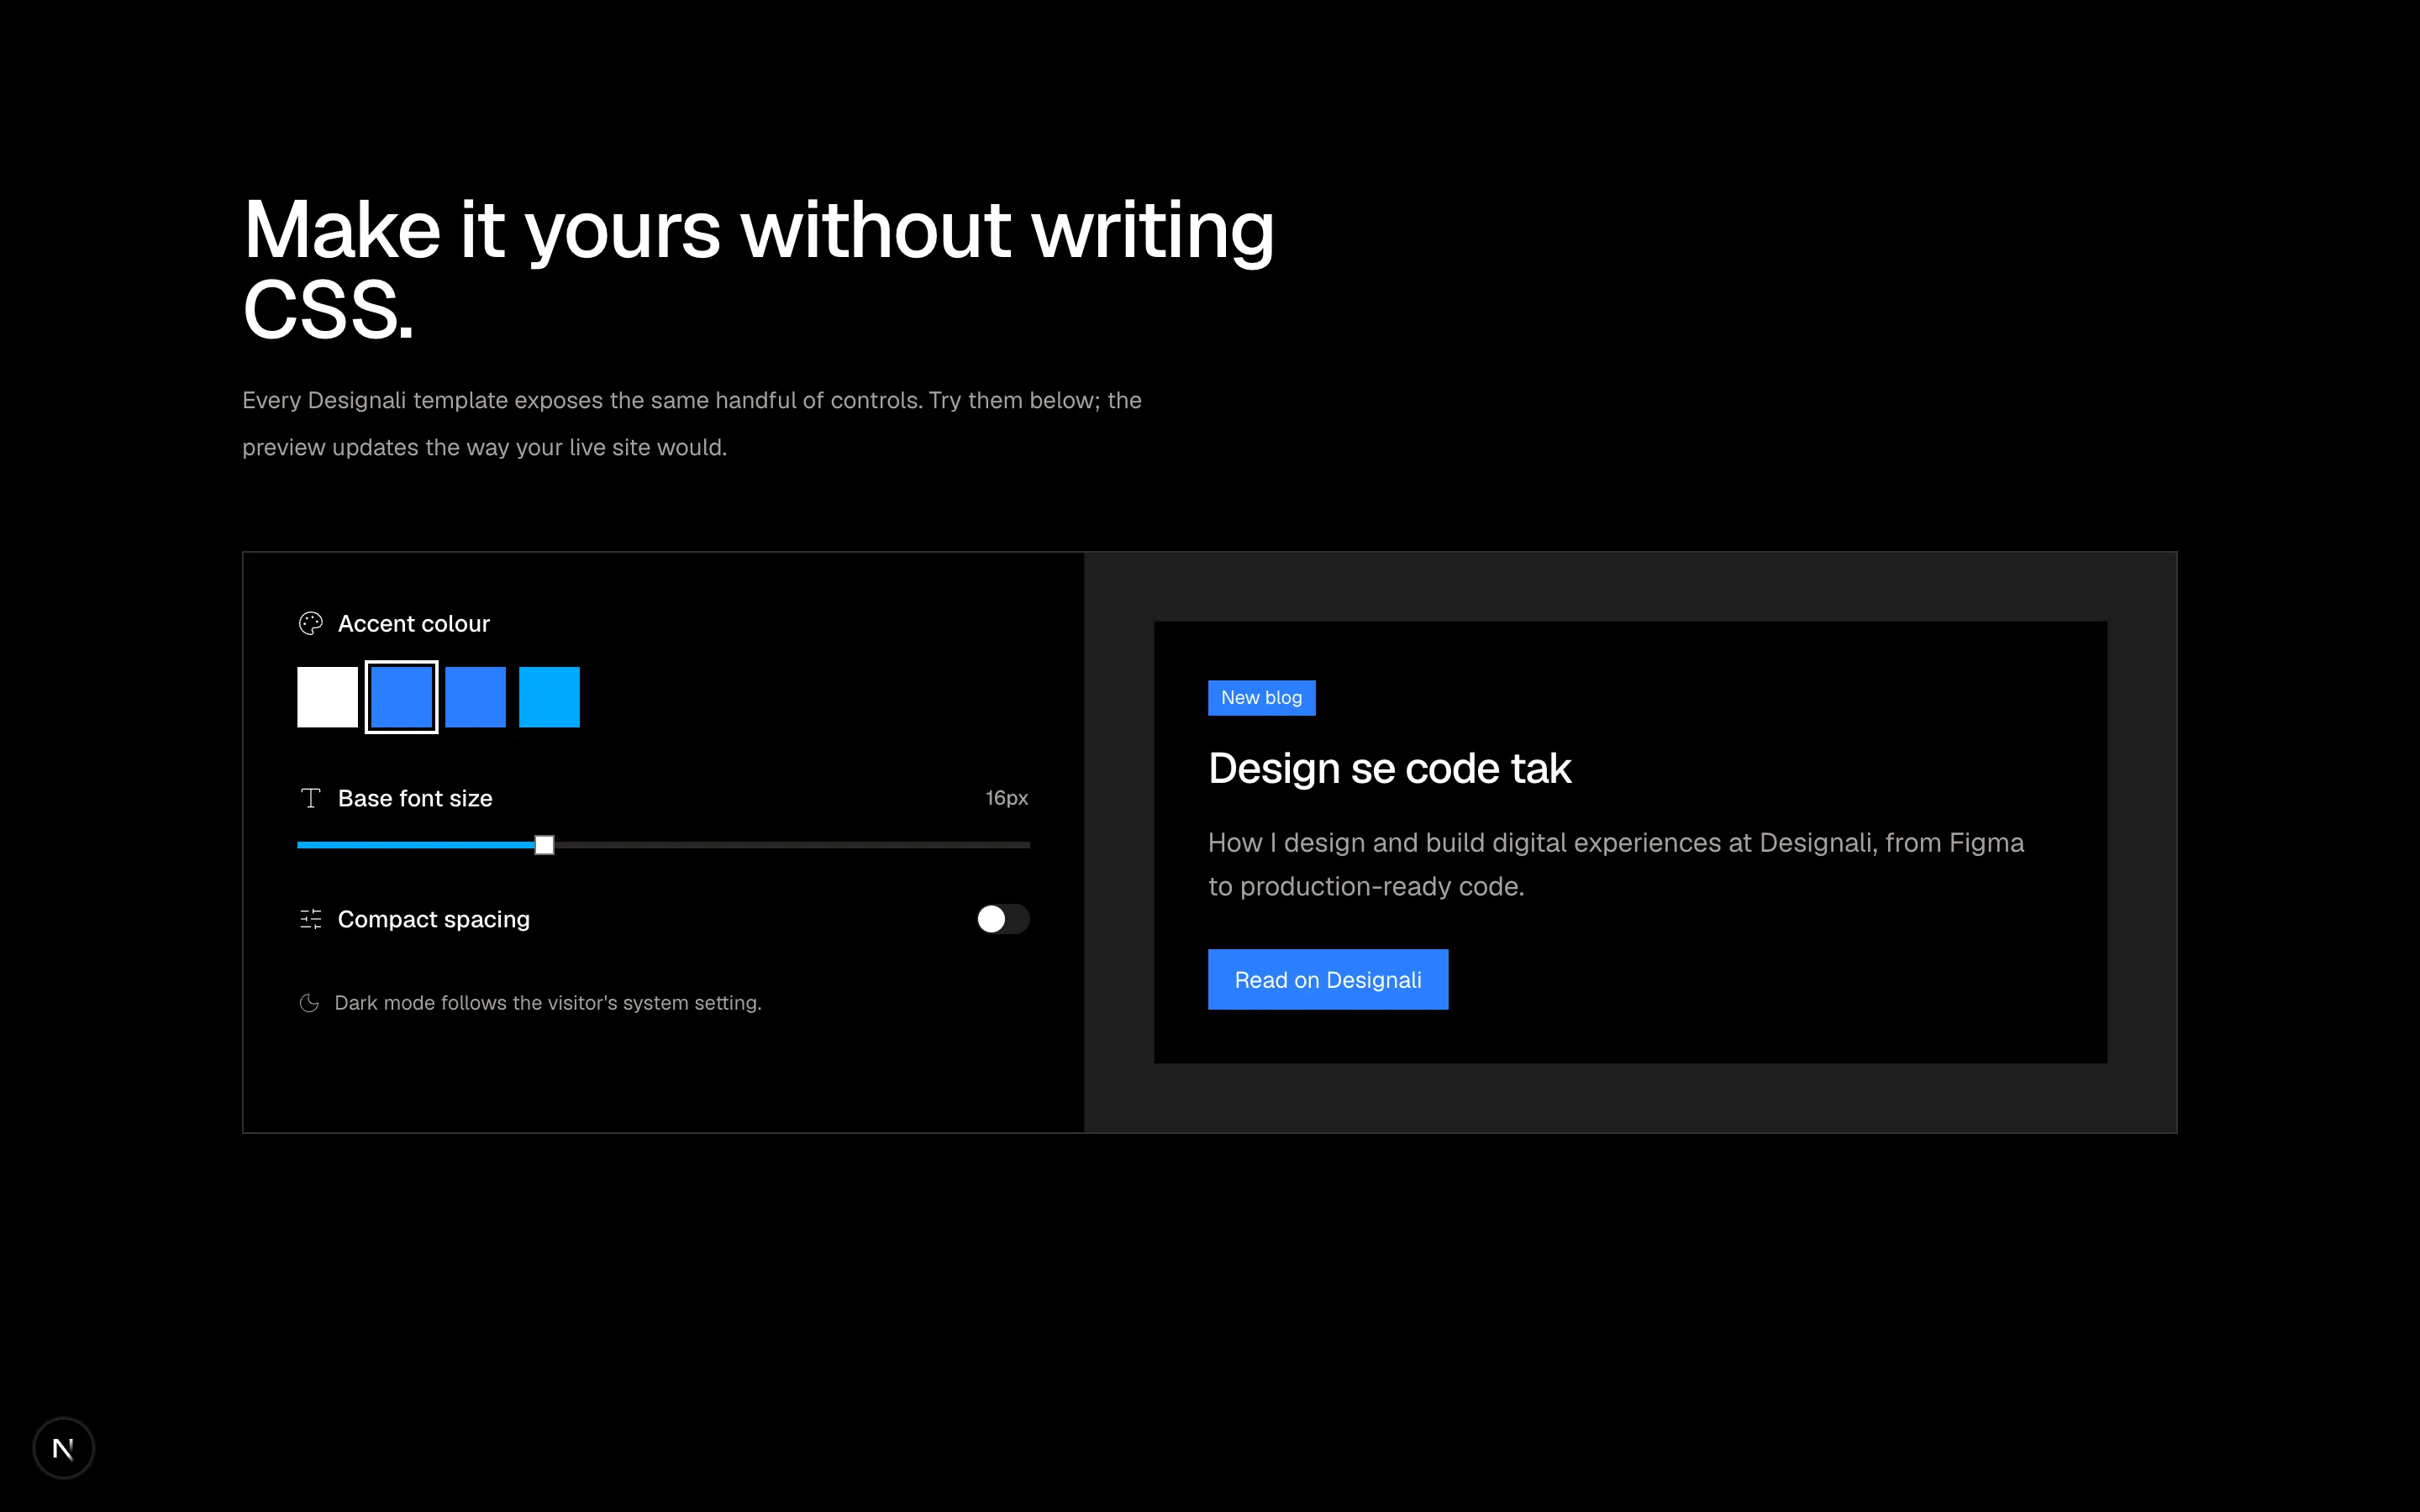 Make it yours without writing
CSS.
Every Designali template exposes the same handful of controls. Try them below; the
preview updates the way your live site would.
Accent colour
Base font size
16px
Compact spacing
Dark mode follows the visitor's system setting.
New blog
Design se code tak
How I design and build digital experiences at Designali, from Figma
to production-ready code.
Read on Designali
N